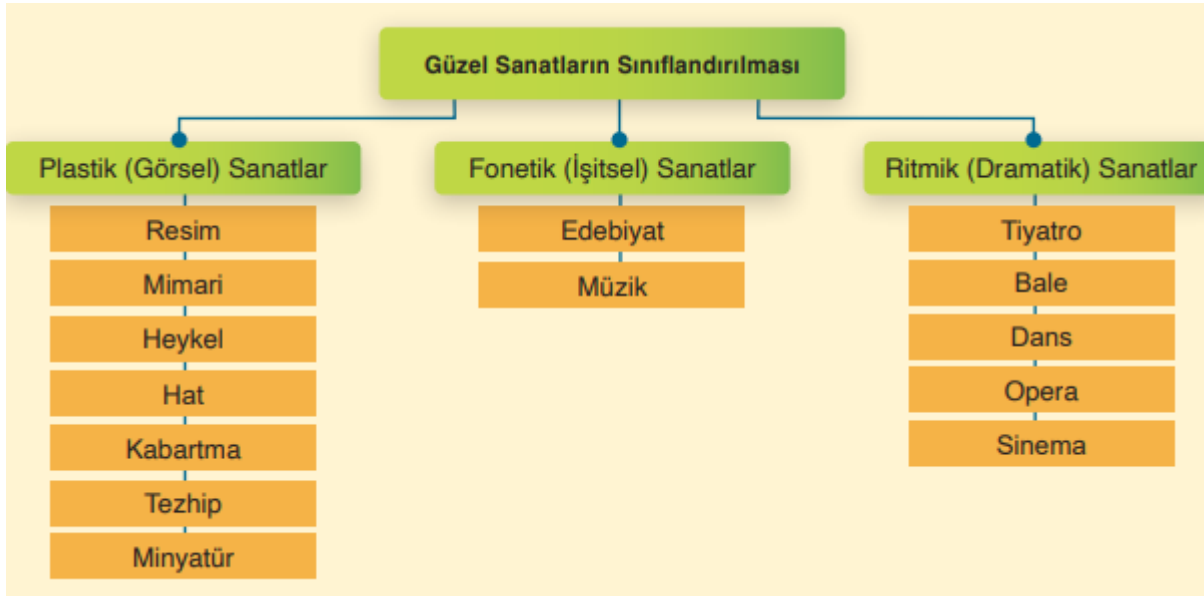 Güzel Sanatların Sınıflandırılması
Plastik (Görsel) Sanatlar
Resim
Mimari
Heykel
Hat
Kabartma
Tezhip
Minyatür
Fonetik (İşitsel) Sanatlar
Edebiyat
Müzik
Ritmik (Dramatik) Sanatlar
Tiyatro
Bale
Dans
Opera
Sinema